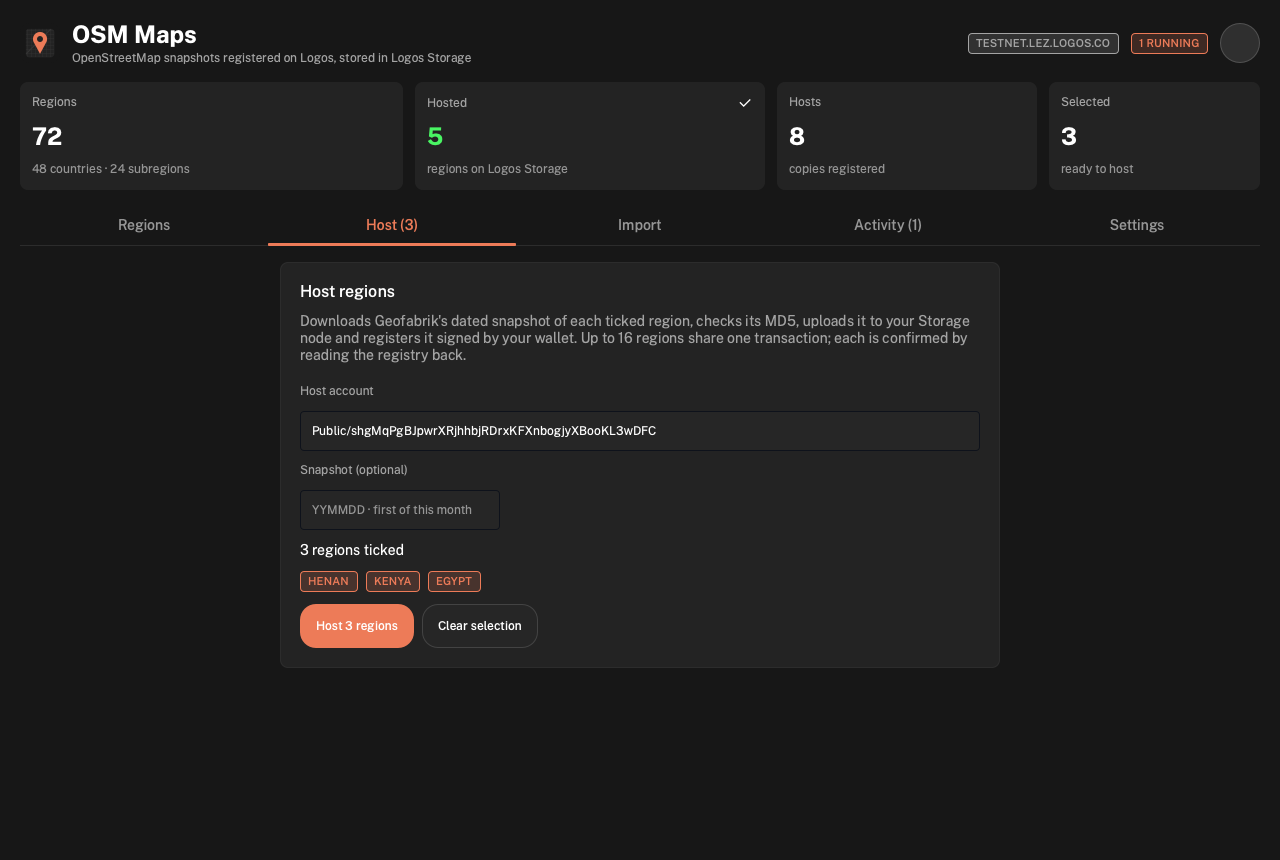 OSM Maps
OpenStreetMap snapshots registered on Logos, stored in Logos Storage
TESTNET.LEZ.LOGOS.CO
1 RUNNING
Regions
72
48 countries · 24 subregions
Hosted
5
regions on Logos Storage
Hosts
8
copies registered
Selected
3
ready to host
Regions
Host (3)
Import
Activity (1)
Settings
Host regions
Downloads Geofabrik's dated snapshot of each ticked region, checks its MD5, uploads it to your Storage
node and registers it signed by your wallet. Up to 16 regions share one transaction; each is confirmed by
reading the registry back.
Host account
Public/shgMqPgBJpwrXRjhhbjRDrxKFXnbogjyXBooKL3wDFC
Snapshot (optional)
YYMMDD · first of this month
3 regions ticked
HENAN
KENYA
EGYPT
Host 3 regions
Clear selection